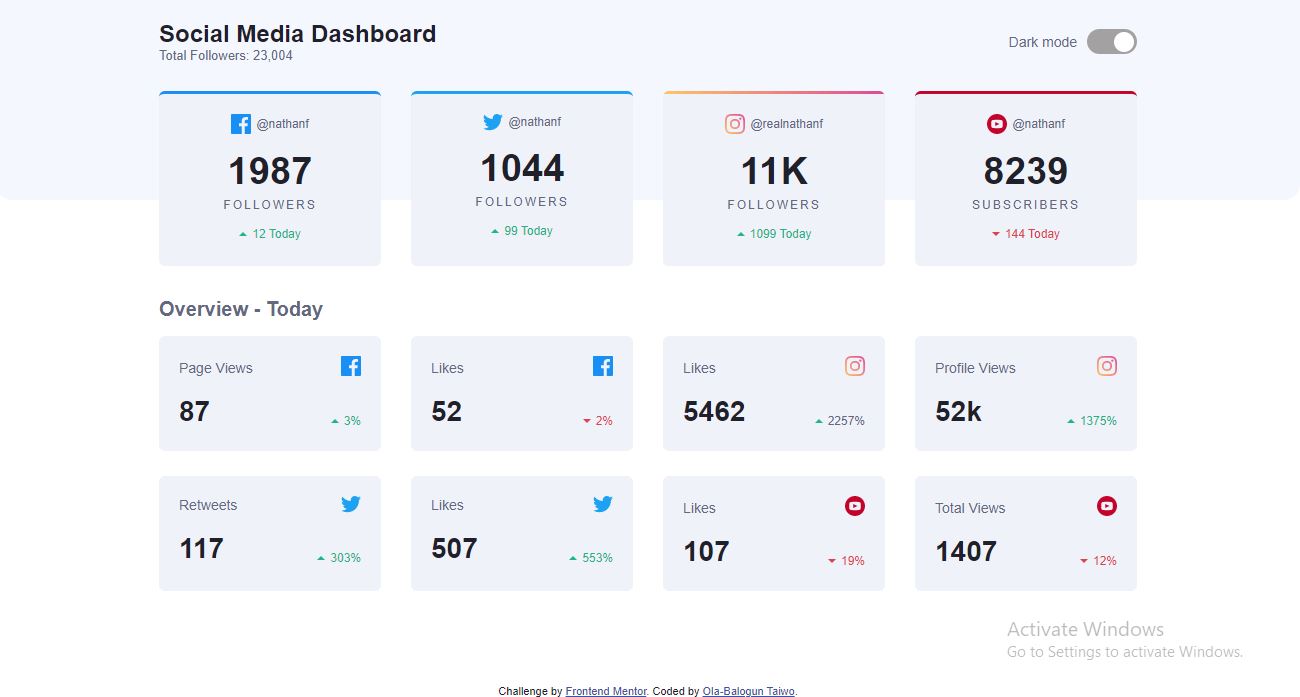 Social Media Dashboard
Total Followers: 23,004
Dark mode
@nathanf
1987
FOLLOWERS
12 Today
@nathanf
1044
FOLLOWERS
99 Today
@realnathanf
11K
FOLLOWERS
1099 Today
@nathanf
8239
SUBSCRIBERS
144 Today
Overview - Today
Page Views
87
3%
Likes
52
2%
Likes
5462
2257%
Profile Views
52k
1375%
Retweets
117
303%
Likes
507
553%
Likes
107
19%
Total Views
1407
12%
Activate Windows
Go to Settings to activate Windows.
Challenge by Frontend Mentor. Coded by Ola-Balogun Taiwo.